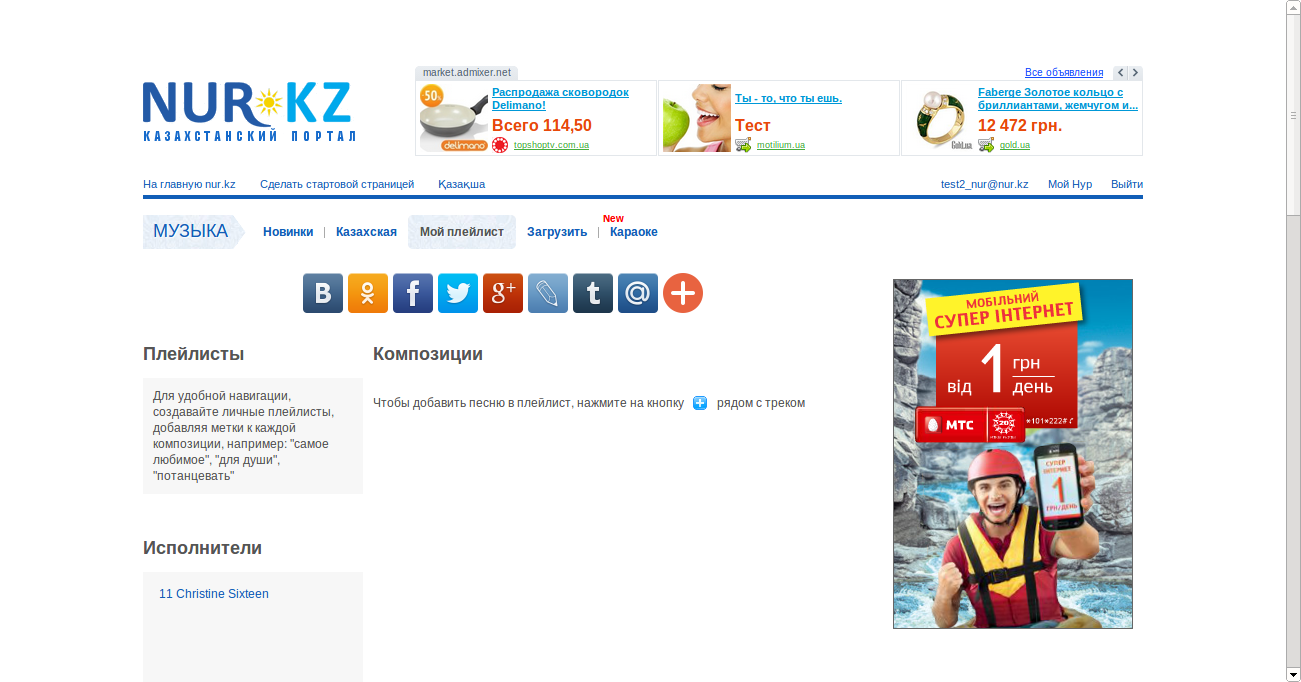 market.admixer.net
Все объявления
NUR KZ
КАЗАХСТАНСКИЙ ПОРТАЛ
50%
delimano
Распродажа сковородок
Delimano!
Всего 114,50
topshoptv.com.ua
Ты - то, что ты ешь.
Тест
motilium.ua
Gold.ua
Faberge Золотое кольцо с
бриллиантами, жемчугом и...
12 472 грн.
gold.ua
На главную nur.kz Сделать стартовой страницей Қазақша
test2_nur@nur.kz Мой Нур Выйти
New
МУЗЫКА Новинки | Казахская Мой плейлист Загрузить | Караоке
Плейлисты
Для удобной навигации,
создавайте личные плейлисты,
добавляя метки к каждой
композиции, например: "самое
любимое", "для души",
"потанцевать"
Исполнители
11 Christine Sixteen
Композиции
Чтобы добавить песню в плейлист, нажмите на кнопку рядом с треком
МОБІЛЬНИЙ
СУПЕР ІНТЕРНЕТ
від 1 грн
день
МТС 20 *101*222#
СУПЕР
ІНТЕРНЕТ
1
ГРН/ДЕНЬ